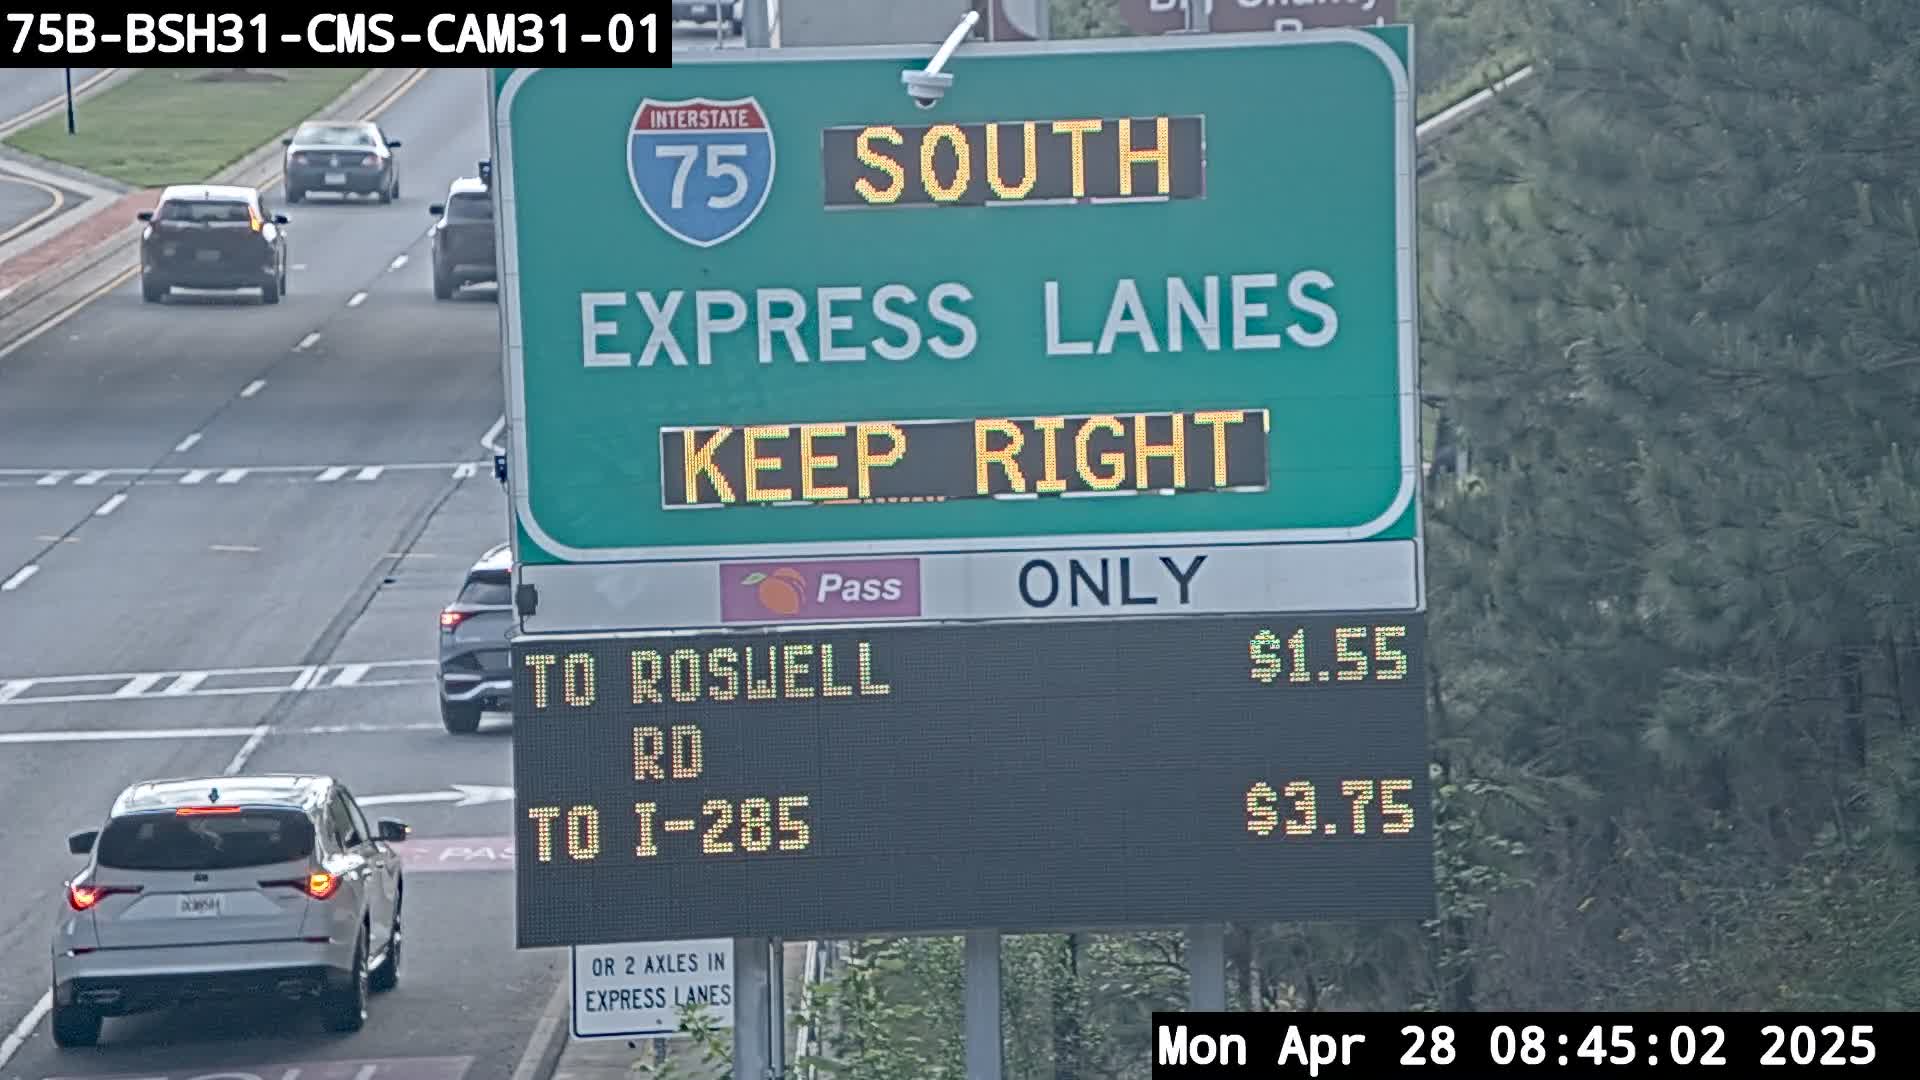 75B-BSH31-CMS-CAM31-01
INTERSTATE
75
SOUTH
EXPRESS LANES
KEEP RIGHT
Pass ONLY
TO ROSWELL $1.55
RD
TO I-285 $3.75
OR 2 AXLES IN
EXPRESS LANES
Mon Apr 28 08:45:02 2025